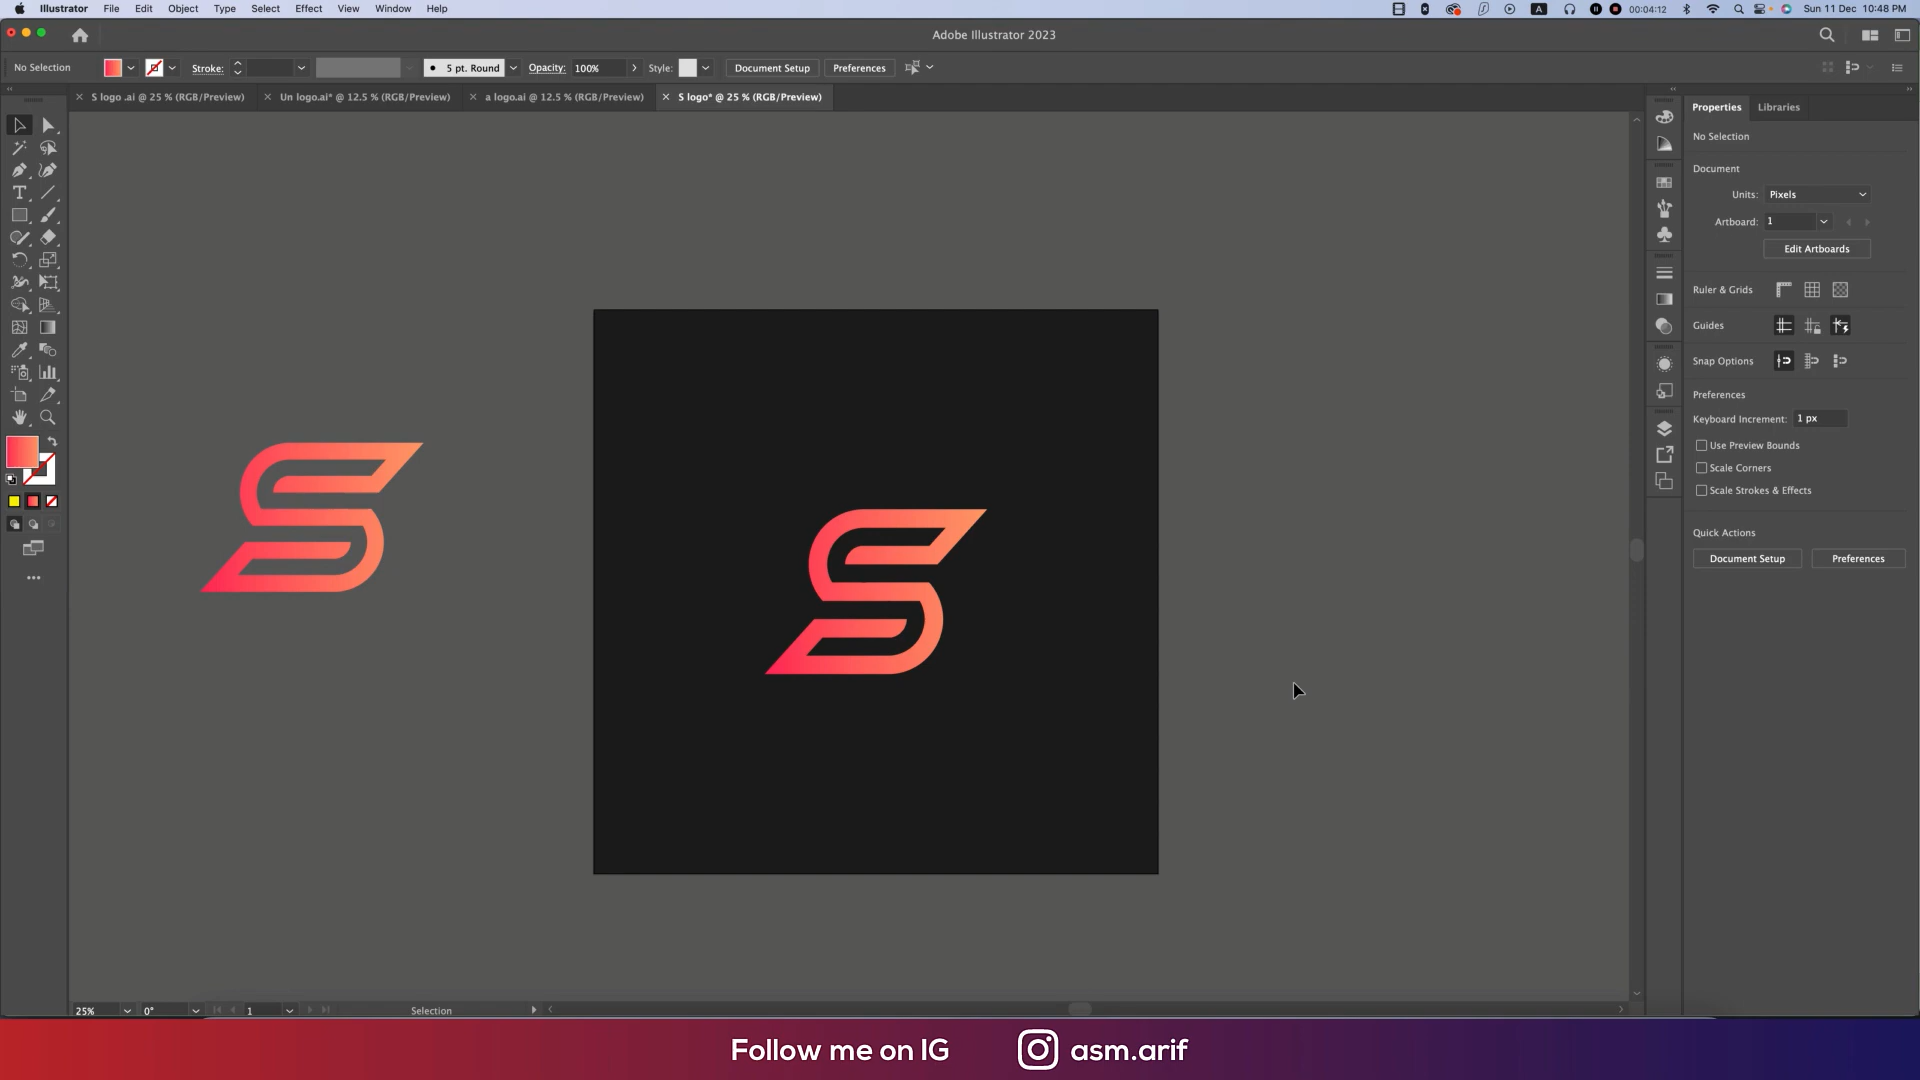 Illustrator File Edit Object Type Select Effect View Window Help A 00:04:12 Sun 11 Dec 10:48 PM
Adobe Illustrator 2023
No Selection Stroke: 5 pt. Round Opacity: 100% Style: Document Setup Preferences
S logo .ai @ 25 % (RGB/Preview) Un logo.ai* @ 12.5 % (RGB/Preview) a logo.ai @ 12.5 % (RGB/Preview) S logo* @ 25 % (RGB/Preview)
Properties Libraries
No Selection
Document
Units: Pixels
Artboard: 1
Edit Artboards
Ruler & Grids
Guides
Snap Options
Preferences
Keyboard Increment: 1 px
Use Preview Bounds
Scale Corners
Scale Strokes & Effects
Quick Actions
Document Setup Preferences
S
S
25% 0° 1 Selection
Follow me on IG asm.arif